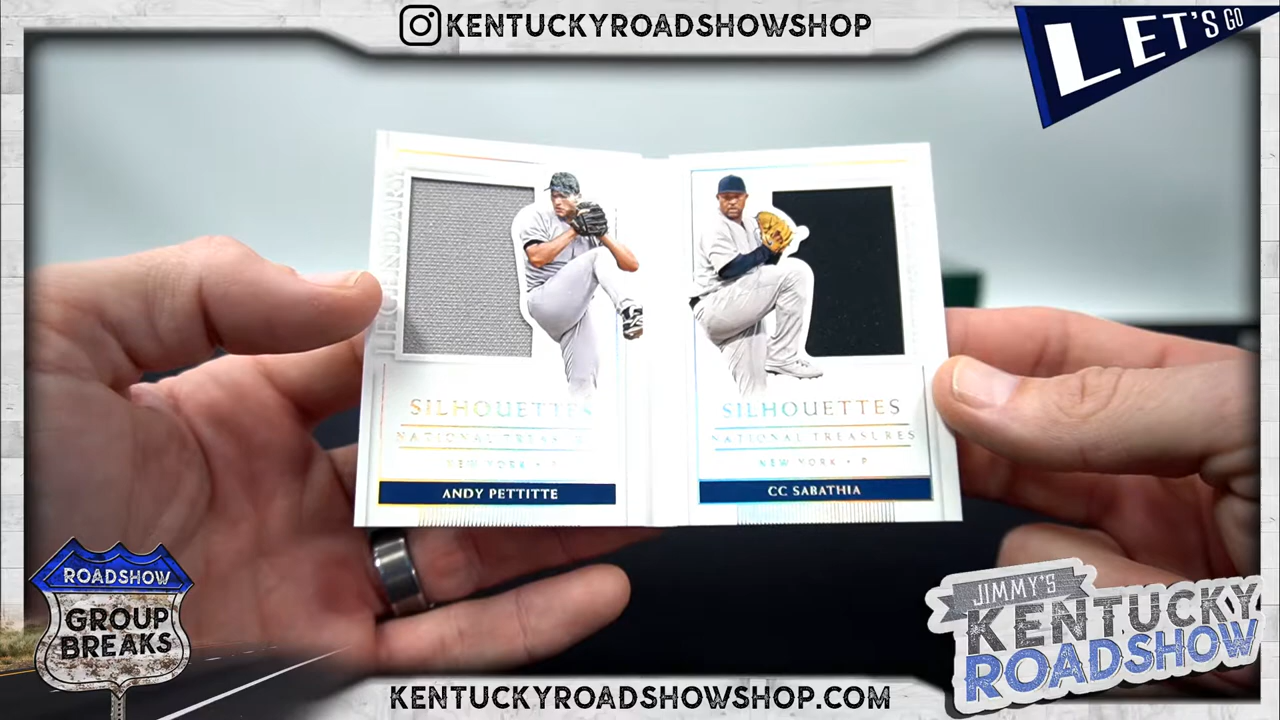 KENTUCKYROADSHOWSHOP
LET'S GO
LEGENDARY
SILHOUETTES
NATIONAL TREASURES
NEW YORK • P
ANDY PETTITTE
SILHOUETTES
NATIONAL TREASURES
NEW YORK • P
CC SABATHIA
ROADSHOW
GROUP
BREAKS
JIMMY'S
KENTUCKY
ROADSHOW
KENTUCKYROADSHOWSHOP.COM